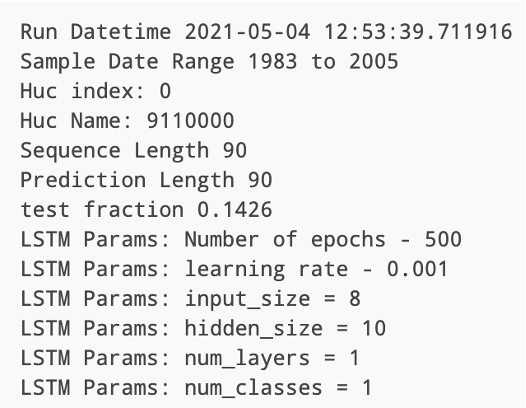 Run Datetime 2021-05-04 12:53:39.711916
Sample Date Range 1983 to 2005
Huc index: 0
Huc Name: 9110000
Sequence Length 90
Prediction Length 90
test fraction 0.1426
LSTM Params: Number of epochs - 500
LSTM Params: learning rate - 0.001
LSTM Params: input_size = 8
LSTM Params: hidden_size = 10
LSTM Params: num_layers = 1
LSTM Params: num_classes = 1